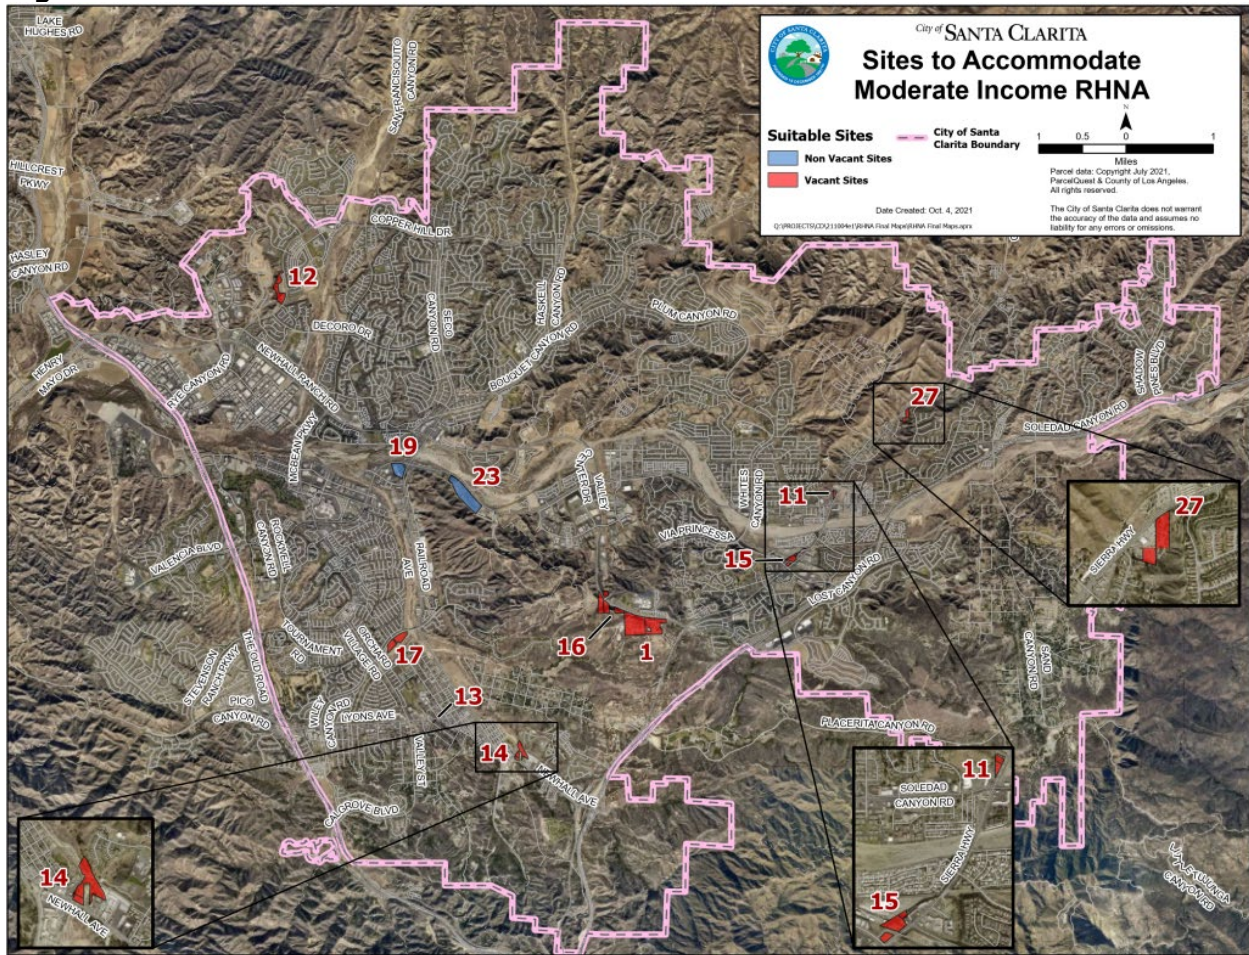 City of SANTA CLARITA
Sites to Accommodate
Moderate Income RHNA
Suitable Sites
Non Vacant Sites
Vacant Sites
City of Santa
Clarita Boundary
N
1 0.5 0 1
Miles
Parcel data: Copyright July 2021,
ParcelQuest & County of Los Angeles.
All rights reserved.
The City of Santa Clarita does not warrant
the accuracy of the data and assumes no
liability for any errors or omissions.
Date Created: Oct. 4, 2021
LAKE
HUGHES RD
SAN FRANCISQUITO
CANYON RD
HILLCREST
PKWY
HASLEY
CANYON RD
COPPER HILL DR
12
DECORO DR
SECO
CANYON RD
HASKELL
CANYON RD
PLUM CANYON RD
BOUQUET CANYON RD
HENRY
MAYO DR
RYE CANYON RD
NEWHALL RANCH RD
MCBEAN PKWY
SHADOW
PINES BLVD
SOLEDAD CANYON RD
27
19
23
CENTER DR
VALLEY
WHITES
CANYON RD
11
VIA PRINCESSA
15
LOST CANYON RD
27
SIERRA HWY
VALENCIA BLVD
ROCKWELL
CANYON RD
RAILROAD
AVE
16
1
17
ORCHARD
VILLAGE RD
TOURNAMENT
RD
STEVENSON
RANCH PKWY
THE OLD ROAD
PICO
CANYON RD
WILEY
CANYON RD
LYONS AVE
13
VALLEY ST
14
NEWHALL AVE
CALGROVE BLVD
PLACERITA CANYON RD
SAND
CANYON RD
11
SOLEDAD
CANYON RD
SIERRA HWY
15
14
NEWHALL AVE
CANYON RD